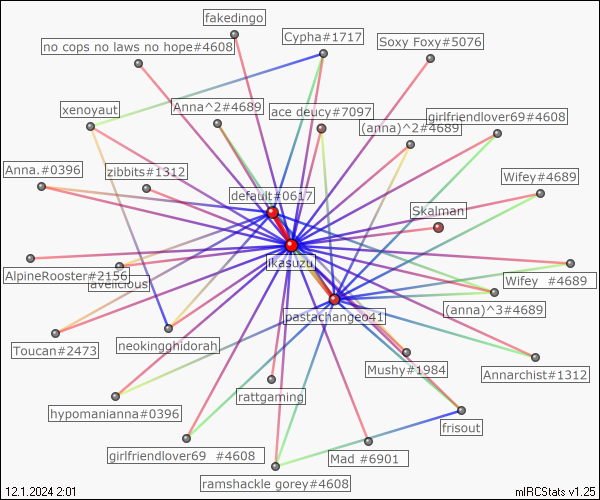 fakedingo
no cops no laws no hope#4608
Cypha#1717
Soxy Foxy#5076
xenoyaut
Anna^2#4689
ace deucy#7097
(anna)^2#4689
girlfriendlover69#4608
Anna.#0396
zibbits#1312
default#0617
Wifey#4689
Skalman
ikasuzu
AlpineRooster#2156
avelicious
Wifey #4689
(anna)^3#4689
pastachangeo41
Toucan#2473
neokingghidorah
Mushy#1984
Annarchist#1312
rattgaming
hypomanianna#0396
frisout
girlfriendlover69 #4608
Mad #6901
ramshackle gorey#4608
12.1.2024 2:01
mIRCStats v1.25